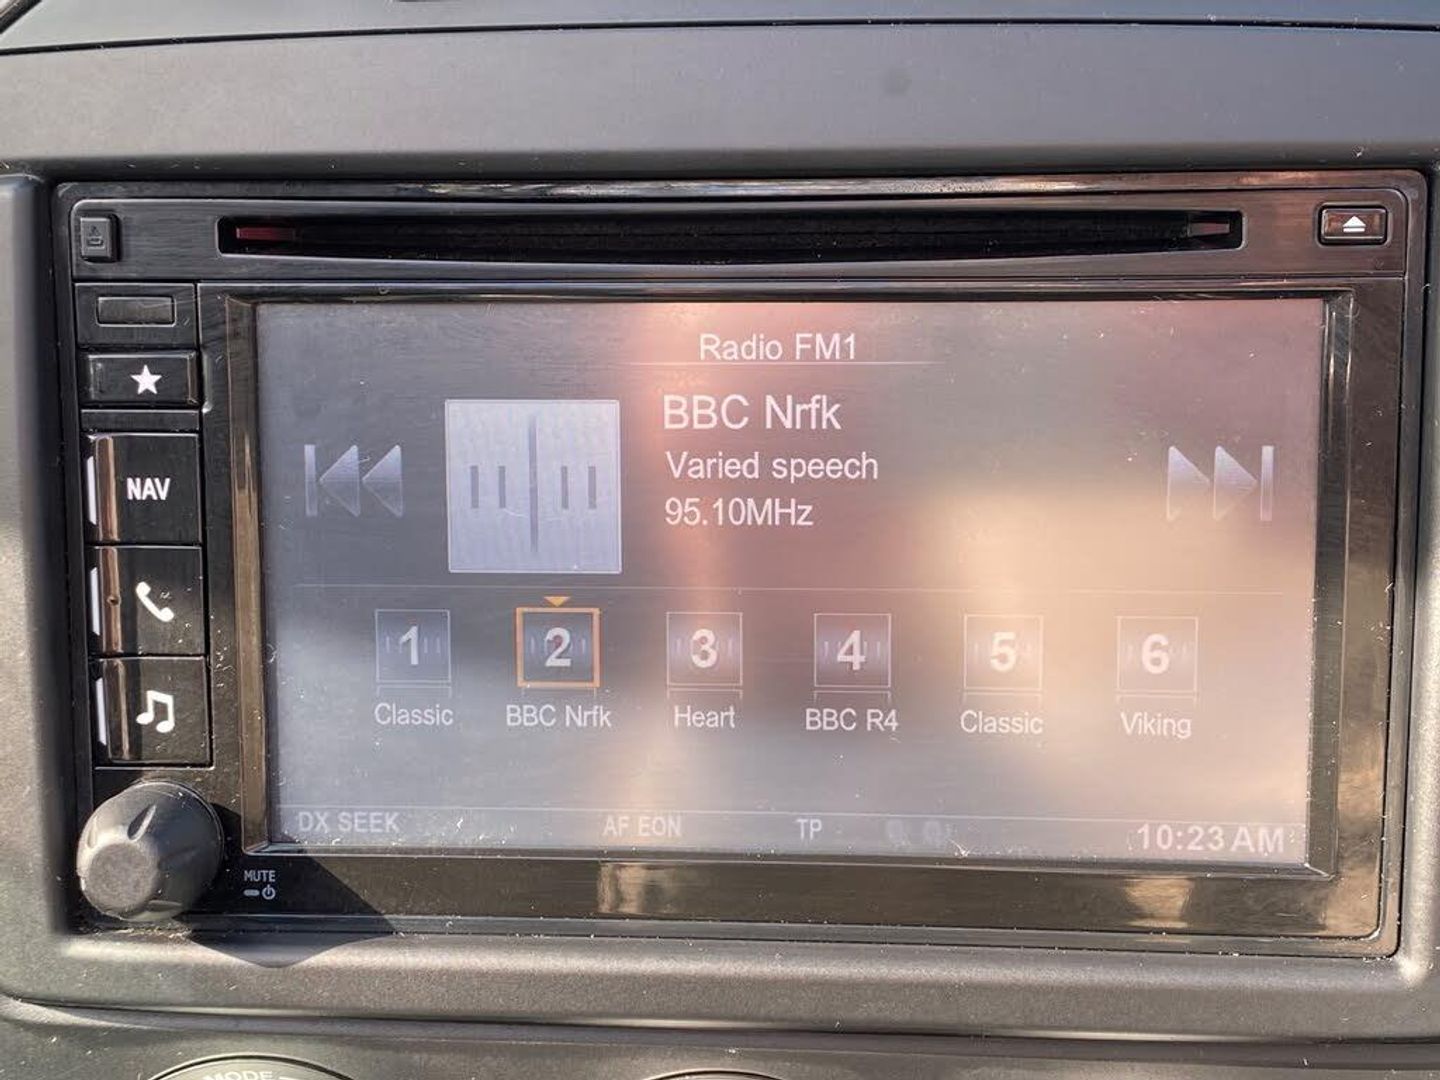 Radio FM1
BBC Nrfk
Varied speech
95.10MHz
NAV
1 2 3 4 5 6
Classic BBC Nrfk Heart BBC R4 Classic Viking
DX SEEK AF EON TP 10:23 AM
MUTE
MODE